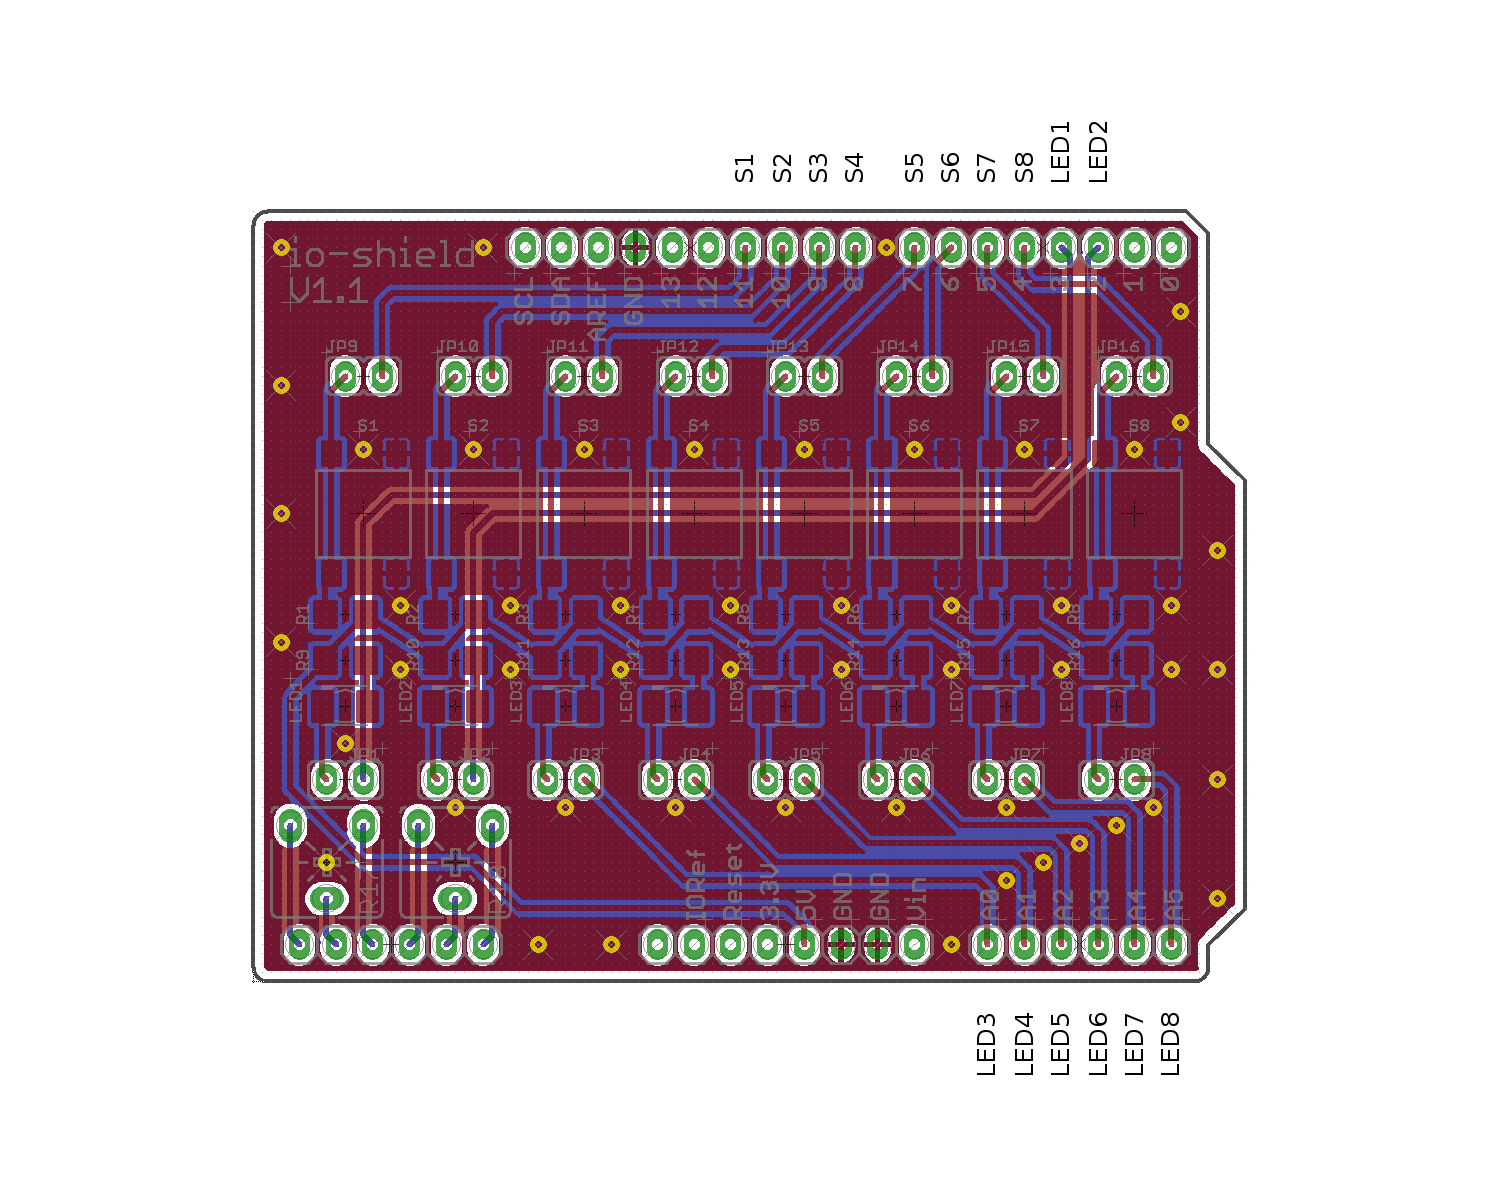 S1 S2 S3 S4 S5 S6 S7 S8 LED1 LED2
io-shield
V1.1
SCL SDA AREF GND 13 12 11 10 9 8 7 6 5 4 3 2 1 0
JP9 JP10 JP11 JP12 JP13 JP14 JP15 JP16
S1 S2 S3 S4 S5 S6 S7 S8
R1 R2 R3 R4 R5 R6 R7 R8
R9 R10 R11 R12 R13 R14 R15 R16
LED1 LED2 LED3 LED4 LED5 LED6 LED7 LED8
JP1 JP2 JP3 JP4 JP5 JP6 JP7 JP8
R17 R18
IORef Reset 3.3V 5V GND GND Vin A0 A1 A2 A3 A4 A5
LED3 LED4 LED5 LED6 LED7 LED8